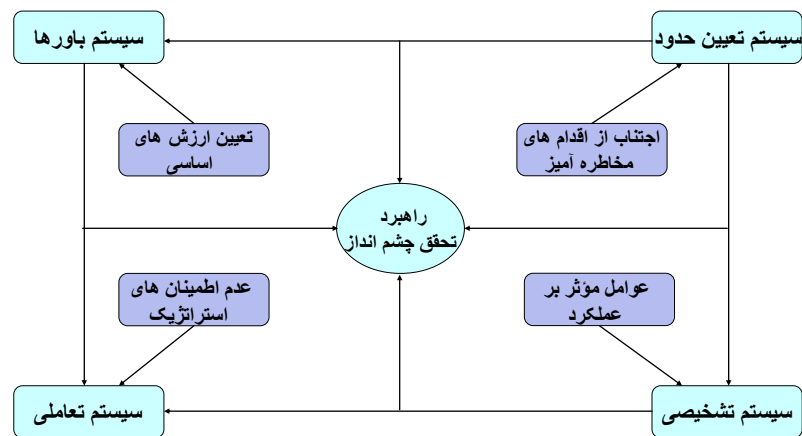 سیستم تعیین حدود
سیستم باورها
اجتناب از اقدام های
مخاطره آمیز
تعیین ارزش های
اساسی
راهبرد
تحقق چشم انداز
عوامل مؤثر بر
عملکرد
عدم اطمینان های
استراتژیک
سیستم تشخیصی
سیستم تعاملی